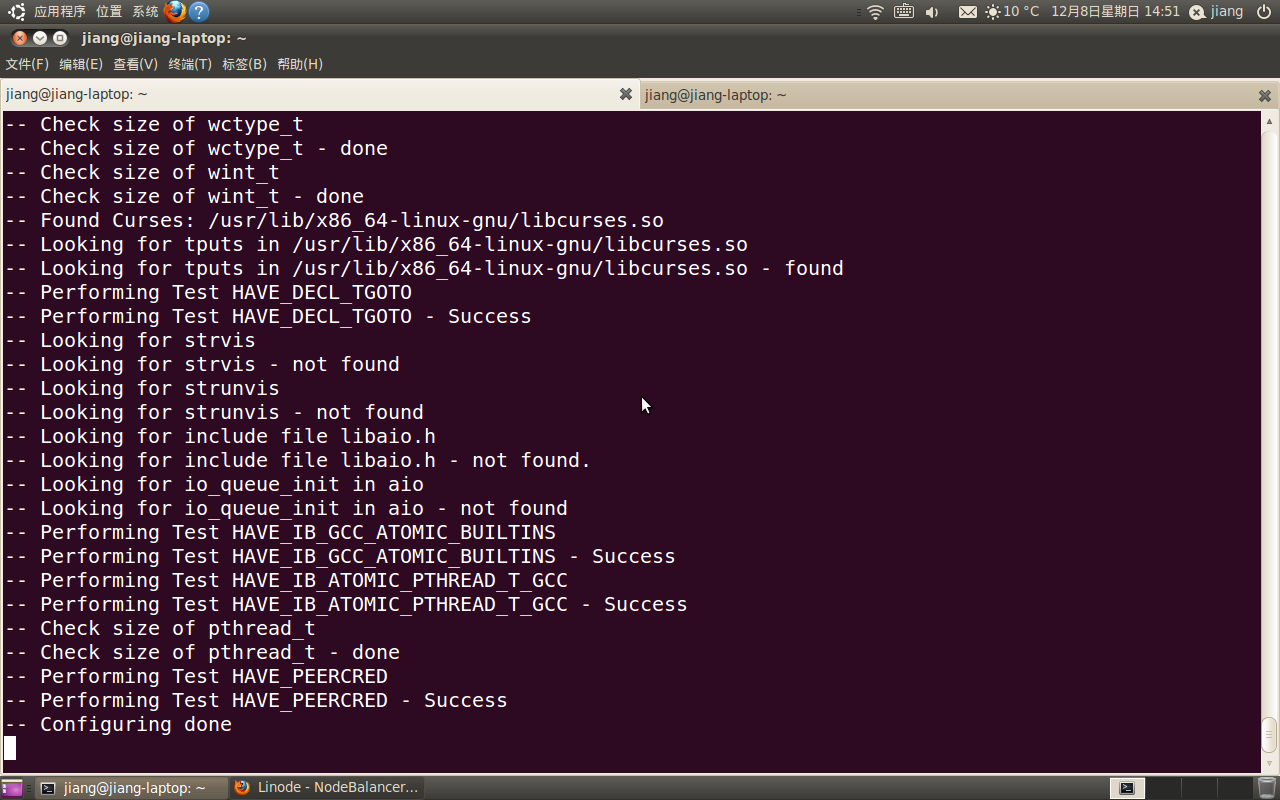 应用程序 位置 系统 10 °C 12月8日星期日 14:51 jiang
jiang@jiang-laptop: ~
文件(F) 编辑(E) 查看(V) 终端(T) 标签(B) 帮助(H)
jiang@jiang-laptop: ~ jiang@jiang-laptop: ~
-- Check size of wctype_t
-- Check size of wctype_t - done
-- Check size of wint_t
-- Check size of wint_t - done
-- Found Curses: /usr/lib/x86_64-linux-gnu/libcurses.so
-- Looking for tputs in /usr/lib/x86_64-linux-gnu/libcurses.so
-- Looking for tputs in /usr/lib/x86_64-linux-gnu/libcurses.so - found
-- Performing Test HAVE_DECL_TGOTO
-- Performing Test HAVE_DECL_TGOTO - Success
-- Looking for strvis
-- Looking for strvis - not found
-- Looking for strunvis
-- Looking for strunvis - not found
-- Looking for include file libaio.h
-- Looking for include file libaio.h - not found.
-- Looking for io_queue_init in aio
-- Looking for io_queue_init in aio - not found
-- Performing Test HAVE_IB_GCC_ATOMIC_BUILTINS
-- Performing Test HAVE_IB_GCC_ATOMIC_BUILTINS - Success
-- Performing Test HAVE_IB_ATOMIC_PTHREAD_T_GCC
-- Performing Test HAVE_IB_ATOMIC_PTHREAD_T_GCC - Success
-- Check size of pthread_t
-- Check size of pthread_t - done
-- Performing Test HAVE_PEERCRED
-- Performing Test HAVE_PEERCRED - Success
-- Configuring done
jiang@jiang-laptop: ~ Linode - NodeBalancer...